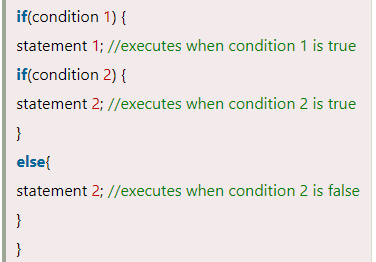 if(condition 1) {
statement 1; //executes when condition 1 is true
if(condition 2) {
statement 2; //executes when condition 2 is true
}
else{
statement 2; //executes when condition 2 is false
}
}